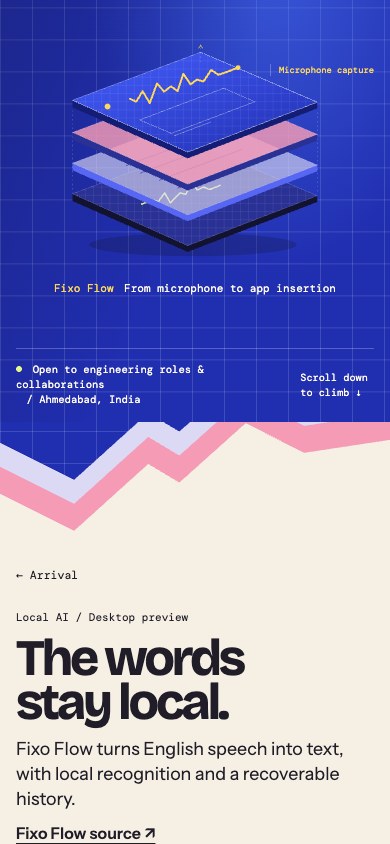 Microphone capture
Fixo Flow From microphone to app insertion
Open to engineering roles &
collaborations
/ Ahmedabad, India
Scroll down
to climb ↓
← Arrival
Local AI / Desktop preview
The words
stay local.
Fixo Flow turns English speech into text,
with local recognition and a recoverable
history.
Fixo Flow source ↗